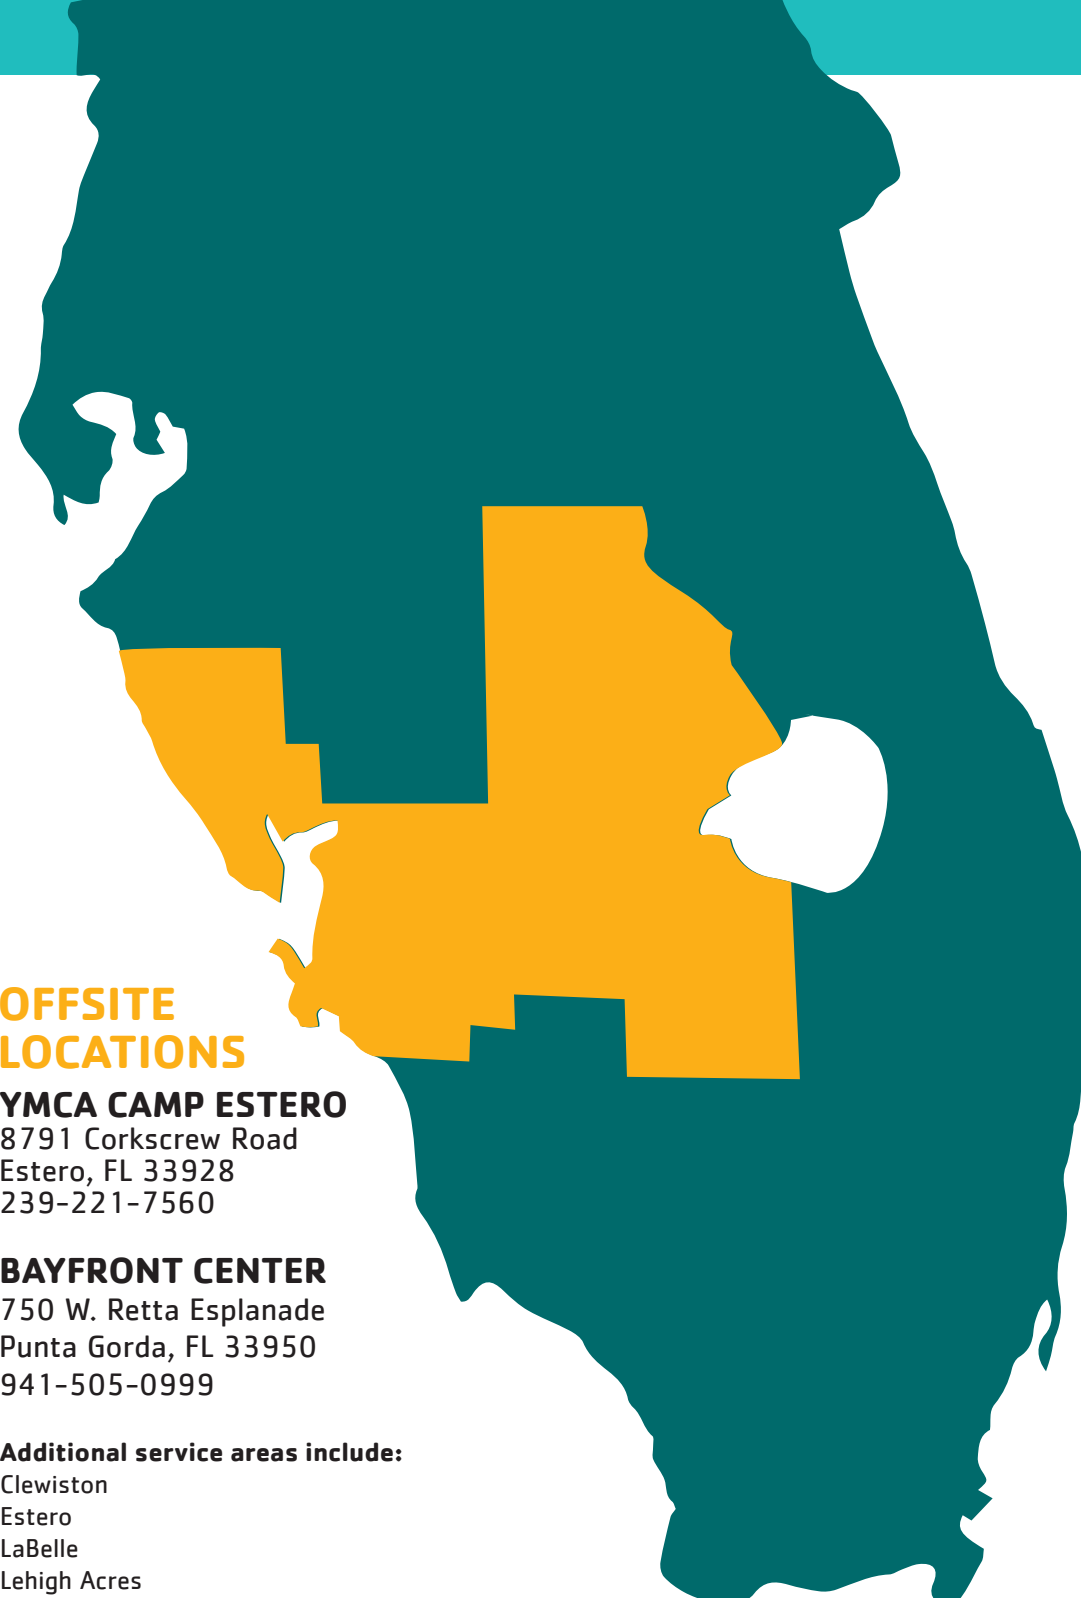 OFFSITE
LOCATIONS
YMCA CAMP ESTERO
8791 Corkscrew Road
Estero, FL 33928
239-221-7560
BAYFRONT CENTER
750 W. Retta Esplanade
Punta Gorda, FL 33950
941-505-0999
Additional service areas include:
Clewiston
Estero
LaBelle
Lehigh Acres